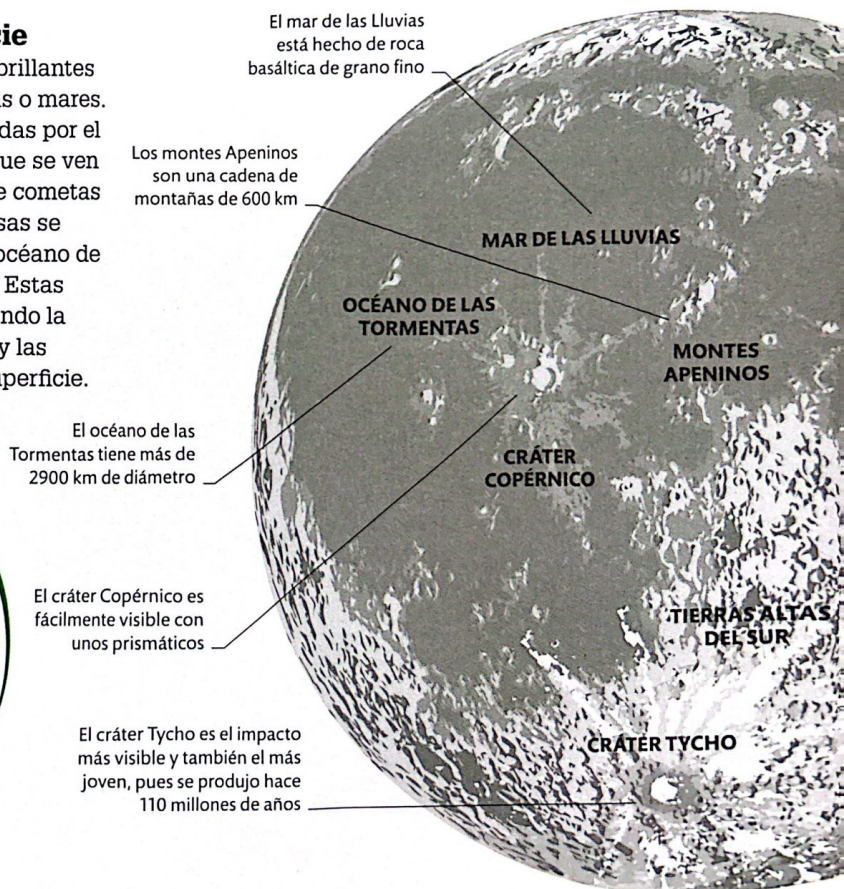 cie
brillantes
as o mares.
das por el
ue se ven
e cometas
sas se
océano de
Estas
ndo la
y las
uperficie.
El mar de las Lluvias
está hecho de roca
basáltica de grano fino
Los montes Apeninos
son una cadena de
montañas de 600 km
MAR DE LAS LLUVIAS
OCÉANO DE LAS
TORMENTAS
MONTES
APENINOS
El océano de las
Tormentas tiene más de
2900 km de diámetro
CRÁTER
COPÉRNICO
El cráter Copérnico es
fácilmente visible con
unos prismáticos
TIERRAS ALTAS
DEL SUR
El cráter Tycho es el impacto
más visible y también el más
joven, pues se produjo hace
110 millones de años
CRÁTER TYCHO